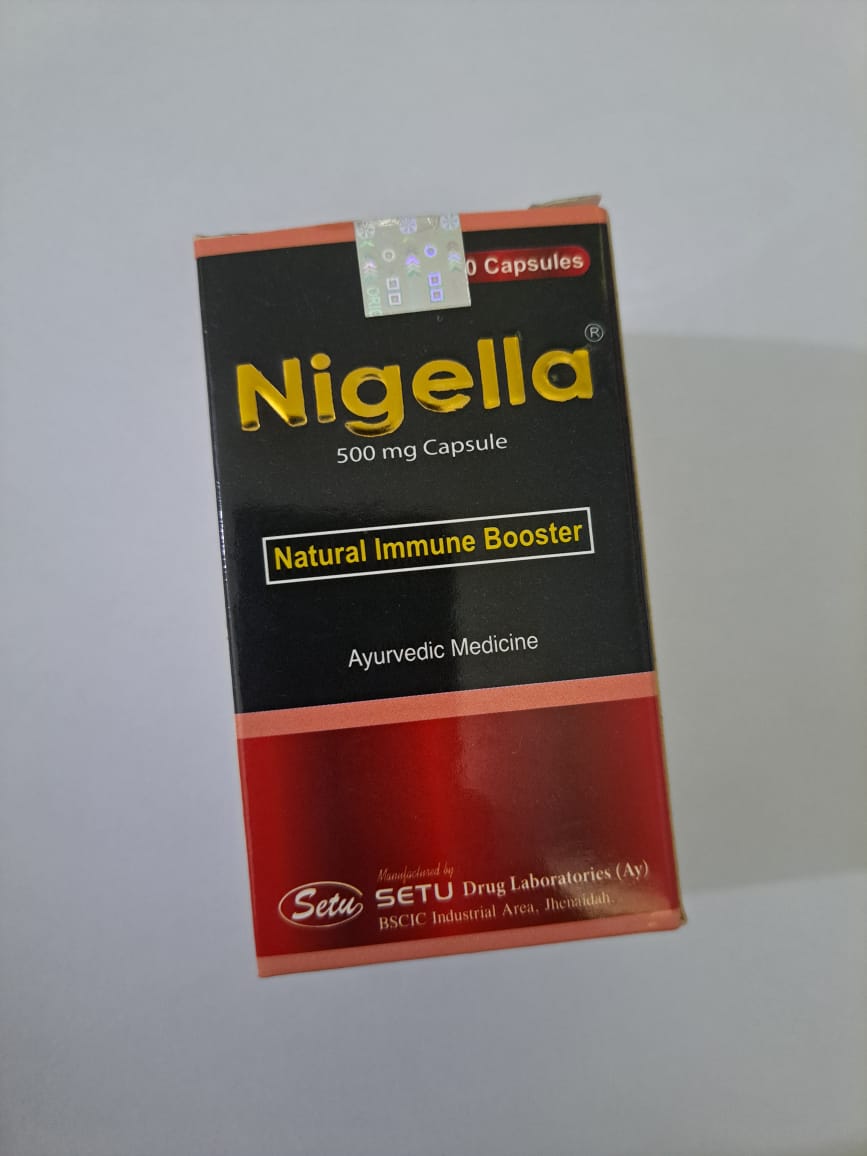 0 Capsules
Nigella®
500 mg Capsule
Natural Immune Booster
Ayurvedic Medicine
Manufactured by
Setu SETU Drug Laboratories (Ay)
BSCIC Industrial Area, Jhenaidah.